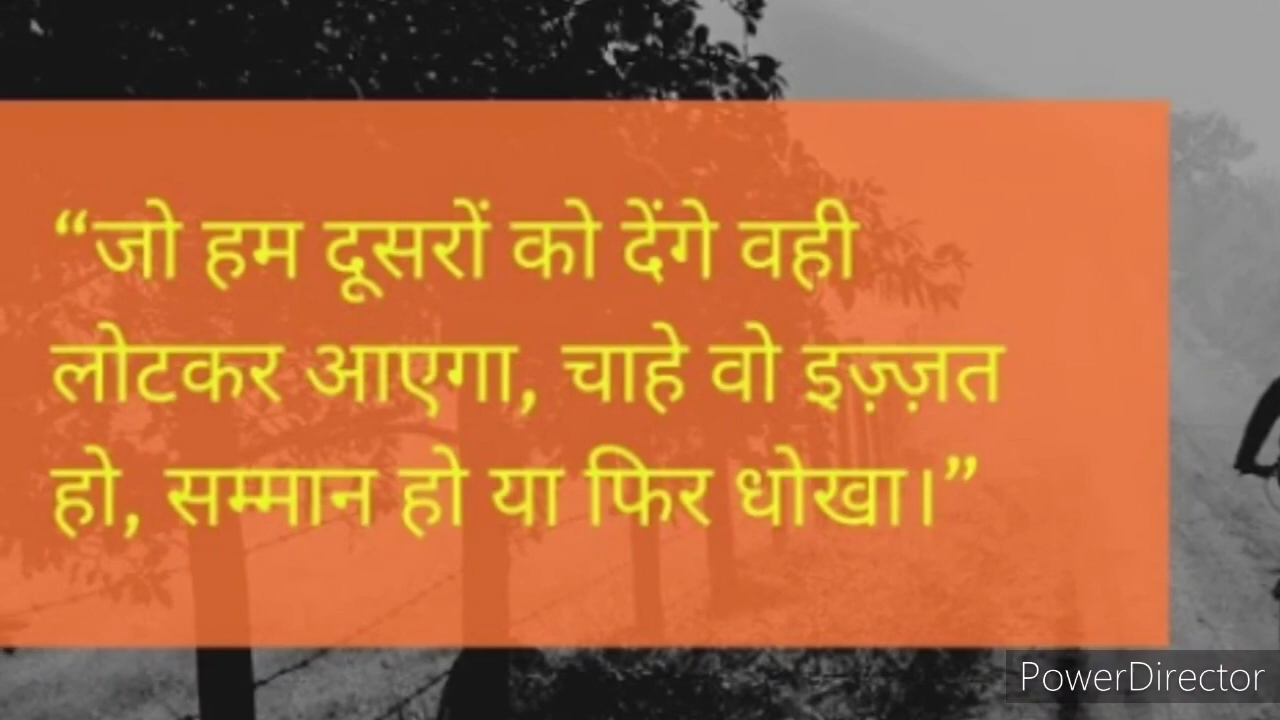 “जो हम दूसरों को देंगे वही
लोटकर आएगा, चाहे वो इज़्ज़त
हो, सम्मान हो या फिर धोखा।”
PowerDirector